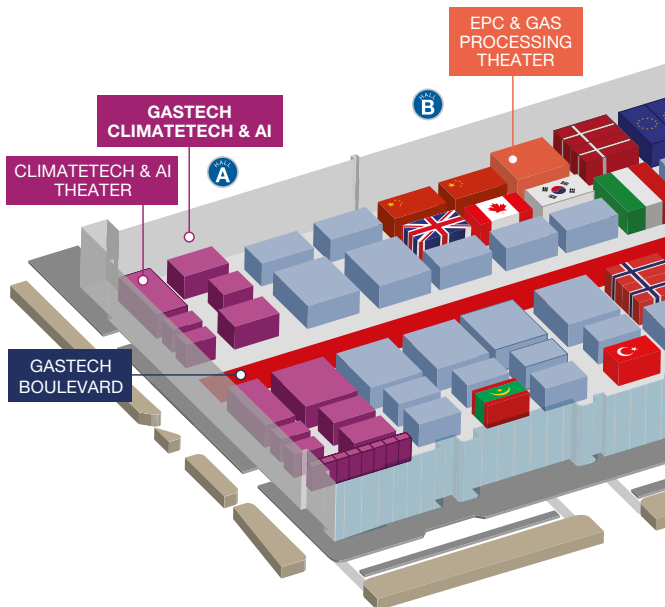 EPC & GAS
PROCESSING
THEATER
HALL
B
GASTECH
CLIMATETECH & AI
HALL
A
CLIMATETECH & AI
THEATER
GASTECH
BOULEVARD